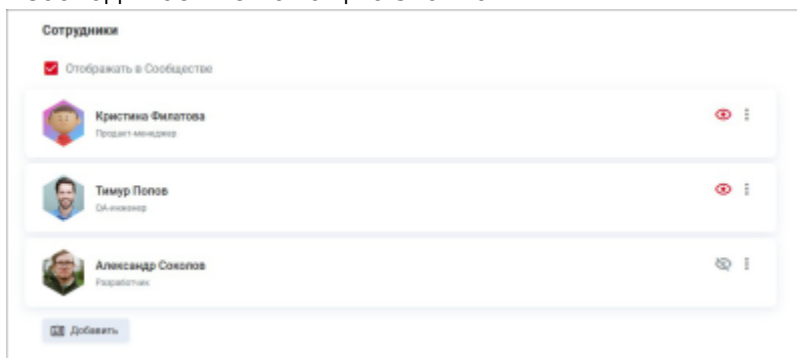 Сотрудники
Отображать в Сообществе
Кристина Филатова
Продакт-менеджер
Тимур Попов
QA-инженер
Александр Соколов
Разработчик
Добавить